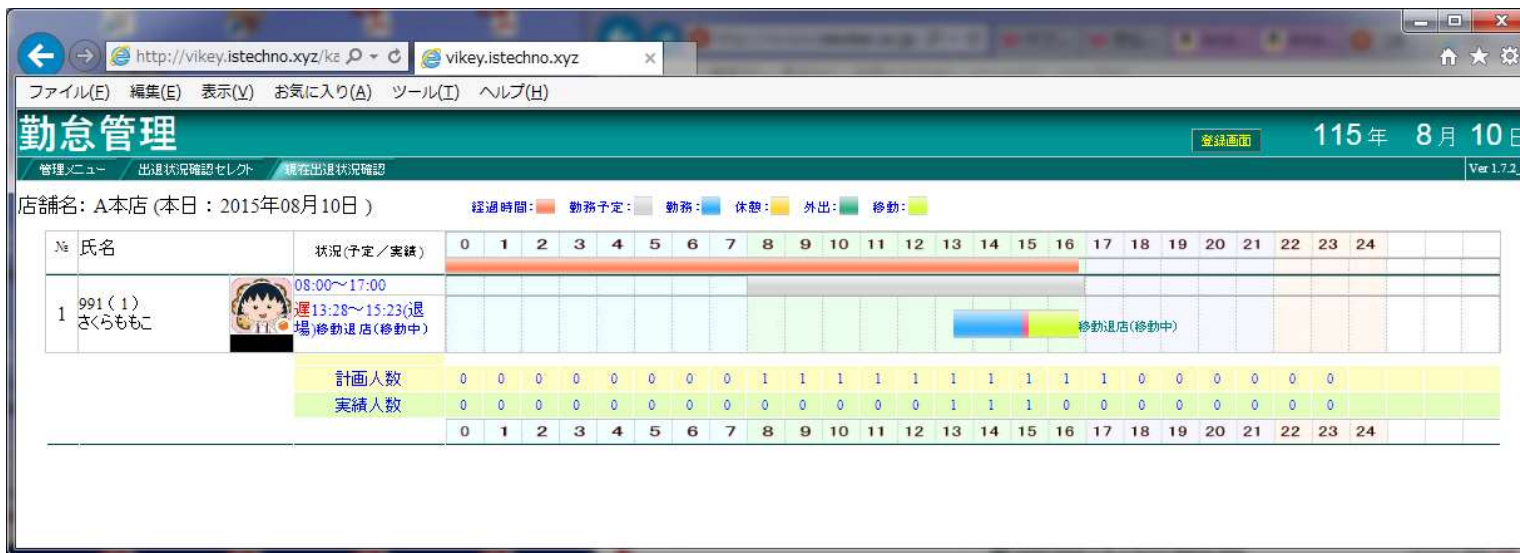 http://vikey.istechno.xyz/ka
vikey.istechno.xyz
ファイル(F) 編集(E) 表示(V) お気に入り(A) ツール(T) ヘルプ(H)
勤怠管理
登録画面
115年 8月 10日
管理メニュー 出退状況確認セレクト 現在出退状況確認
Ver 1.7.2_
店舗名: A本店 (本日:2015年08月10日)
経過時間: 勤務予定: 勤務: 休憩: 外出: 移動:
№ 氏名 状況(予定/実績) 0 1 2 3 4 5 6 7 8 9 10 11 12 13 14 15 16 17 18 19 20 21 22 23 24
08:00~17:00
1 991(1)
さくらももこ
遅13:28~15:23(退
場)移動退店(移動中)
移動退店(移動中)
計画人数 0 0 0 0 0 0 0 0 1 1 1 1 1 1 1 1 1 1 0 0 0 0 0 0
実績人数 0 0 0 0 0 0 0 0 0 0 0 0 0 1 1 1 0 0 0 0 0 0 0 0
0 1 2 3 4 5 6 7 8 9 10 11 12 13 14 15 16 17 18 19 20 21 22 23 24